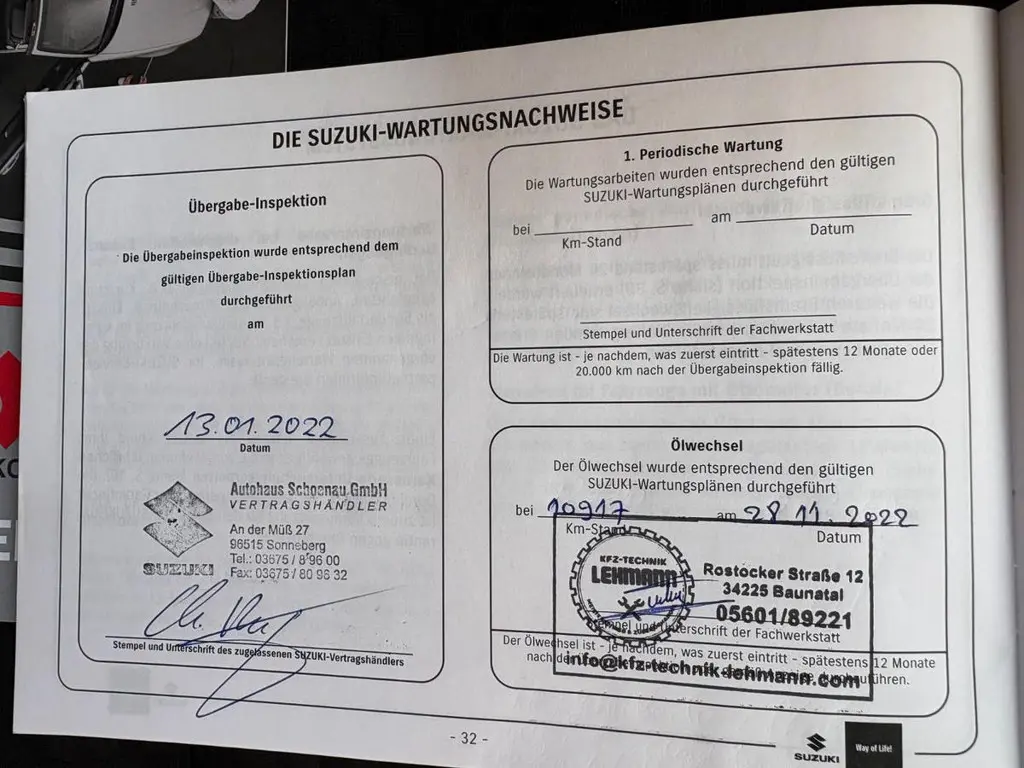 DIE SUZUKI-WARTUNGSNACHWEISE
Übergabe-Inspektion
Die Übergabeinspektion wurde entsprechend dem
gültigen Übergabe-Inspektionsplan
durchgeführt
am
13.01.2022
Datum
Autohaus Schoenau GmbH
VERTRAGSHÄNDLER
An der Müß 27
96515 Sonneberg
Tel.: 03675 / 8 96 00
Fax: 03675 / 80 98 32
SUZUKI
Stempel und Unterschrift des zugelassenen SUZUKI-Vertragshändlers
1. Periodische Wartung
Die Wartungsarbeiten wurden entsprechend den gültigen
SUZUKI-Wartungsplänen durchgeführt
bei am
Km-Stand Datum
Stempel und Unterschrift der Fachwerkstatt
Die Wartung ist - je nachdem, was zuerst eintritt - spätestens 12 Monate oder
20.000 km nach der Übergabeinspektion fällig.
Ölwechsel
Der Ölwechsel wurde entsprechend den gültigen
SUZUKI-Wartungsplänen durchgeführt
bei 10917 am 28.11.2022
Km-Stand Datum
KFZ-TECHNIK
LEHMANN
Rostocker Straße 12
34225 Baunatal
05601/89221
Stempel und Unterschrift der Fachwerkstatt
Der Ölwechsel ist - je nachdem, was zuerst eintritt - spätestens 12 Monate
nach durchzuführen.
info@kfz-technik-lehmann.com
- 32 -
SUZUKI
Way of Life!